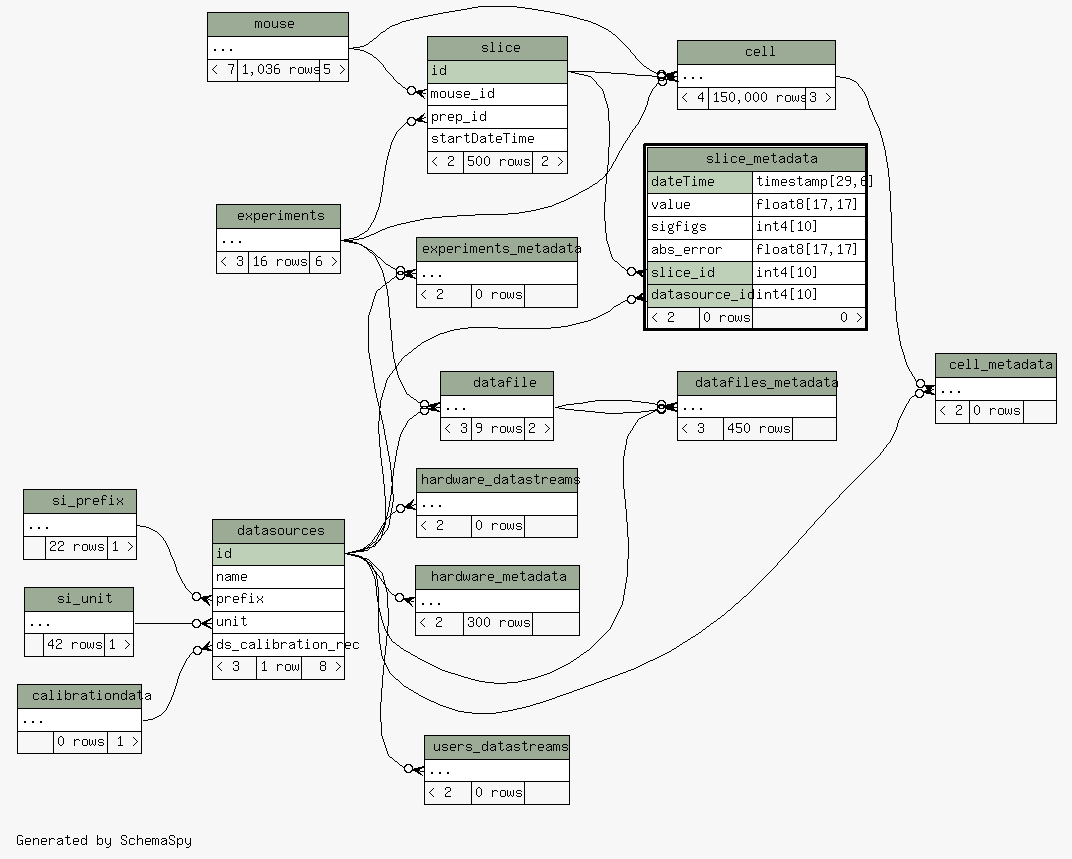 mouse
...
< 7 1,036 rows 5 >
slice
id
mouse_id
prep_id
startDateTime
< 2 500 rows 2 >
cell
...
< 4 150,000 rows 3 >
slice_metadata
dateTime timestamp[29,6]
value float8[17,17]
sigfigs int4[10]
abs_error float8[17,17]
slice_id int4[10]
datasource_id int4[10]
< 2 0 rows 0 >
experiments
...
< 3 16 rows 6 >
experiments_metadata
...
< 2 0 rows
datafile
...
< 3 9 rows 2 >
datafiles_metadata
...
< 3 450 rows
cell_metadata
...
< 2 0 rows
hardware_datastreams
...
< 2 0 rows
si_prefix
...
22 rows 1 >
datasources
id
name
prefix
unit
ds_calibration_rec
< 3 1 row 8 >
hardware_metadata
...
< 2 300 rows
si_unit
...
42 rows 1 >
calibrationdata
...
0 rows 1 >
users_datastreams
...
< 2 0 rows
Generated by SchemaSpy